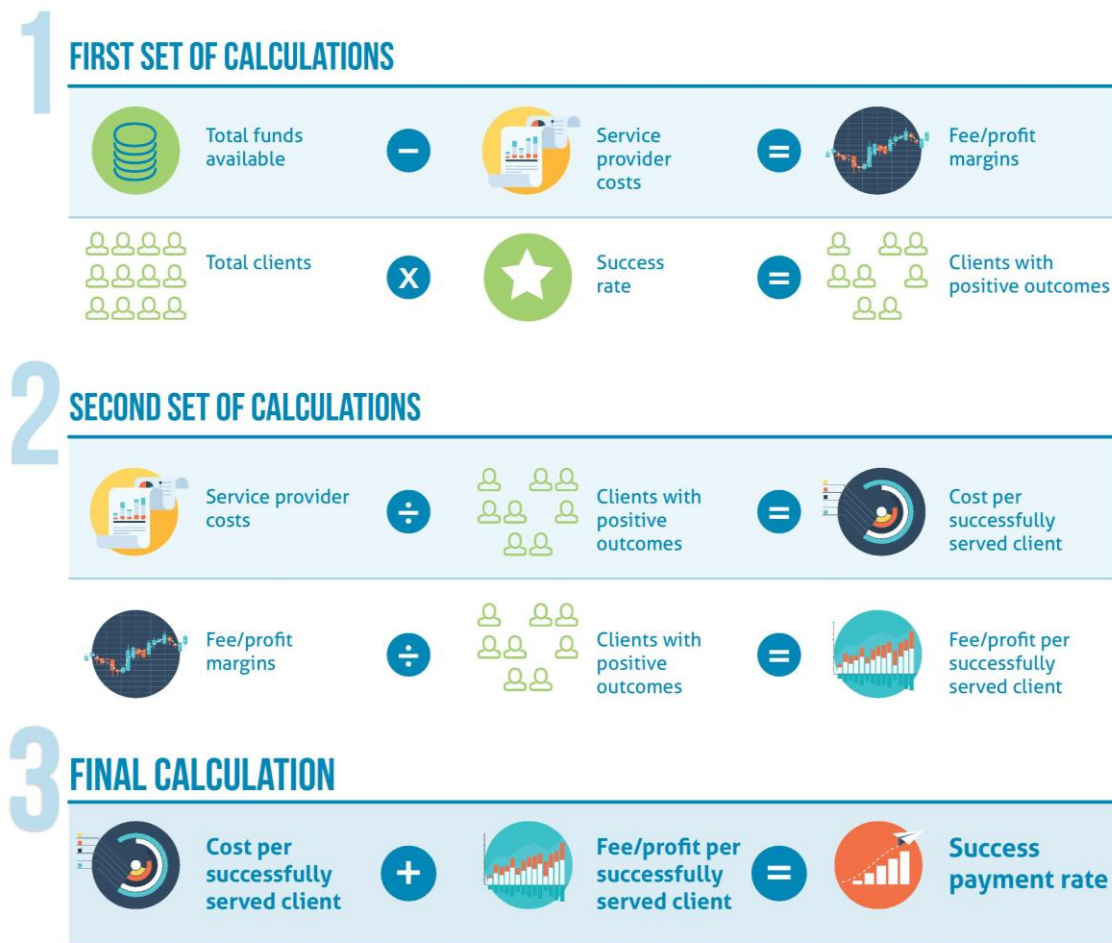 1
FIRST SET OF CALCULATIONS
Total funds
available
−
Service
provider
costs
=
Fee/profit
margins
Total clients
X
Success
rate
=
Clients with
positive outcomes
2
SECOND SET OF CALCULATIONS
Service provider
costs
÷
Clients with
positive
outcomes
=
Cost per
successfully
served client
Fee/profit
margins
÷
Clients with
positive
outcomes
=
Fee/profit per
successfully
served client
3
FINAL CALCULATION
Cost per
successfully
served client
+
Fee/profit per
successfully
served client
=
Success
payment rate